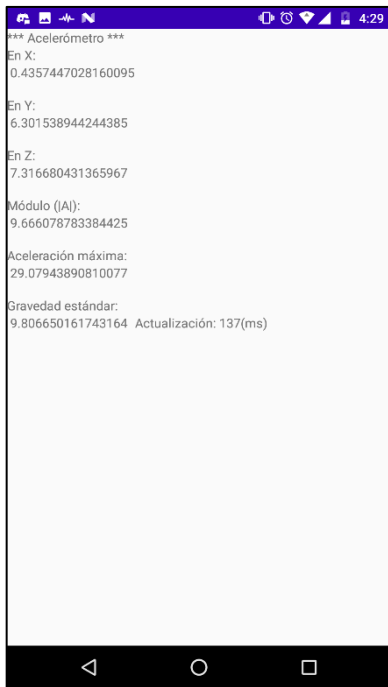 4:29
*** Acelerómetro ***
En X:
0.4357447028160095
En Y:
6.301538944244385
En Z:
7.316680431365967
Módulo (|A|):
9.666078783384425
Aceleración máxima:
29.07943890810077
Gravedad estándar:
9.806650161743164 Actualización: 137(ms)